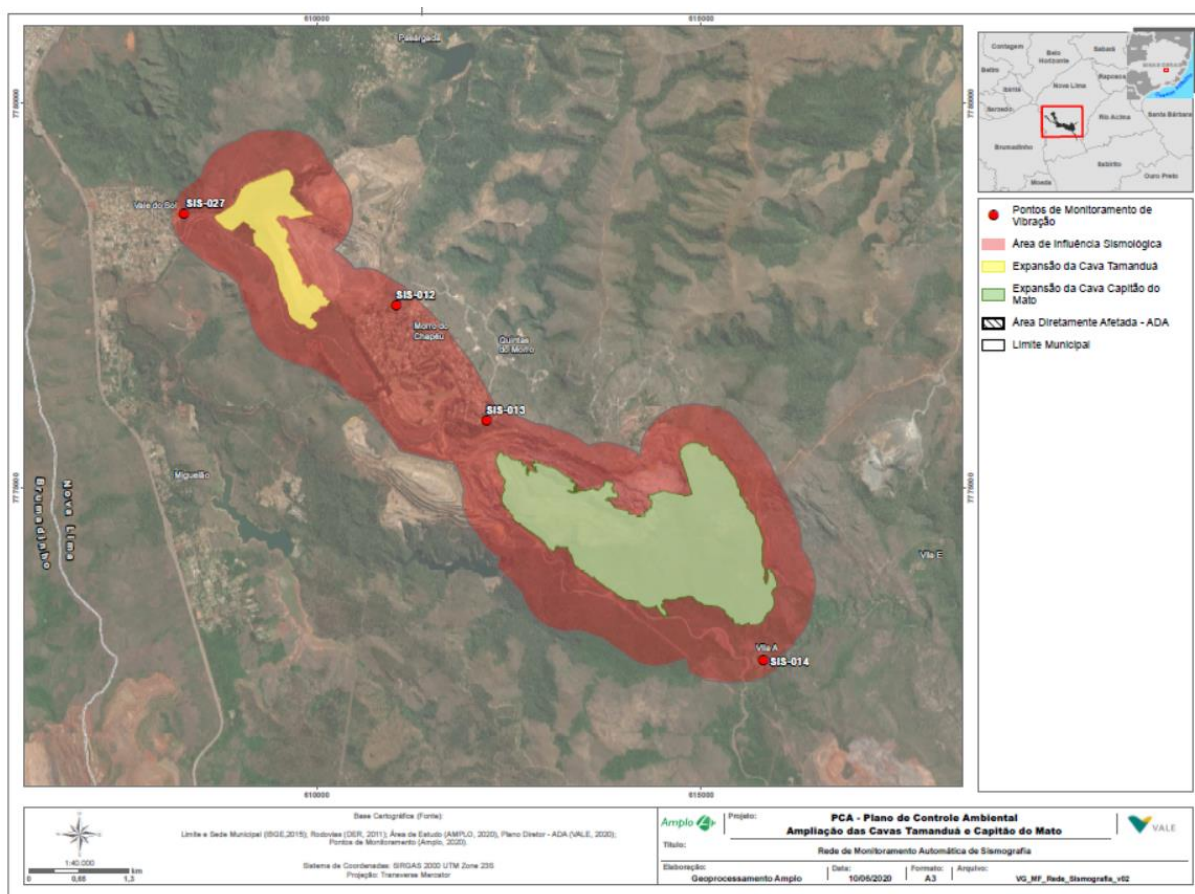 610000
615000
Pasárgada
7780000
7780000
Vale do Sol
SIS-027
SIS-012
Morro do
Chapéu
Quintas
do Morro
SIS-013
Miguelão
7775000
7775000
Nova Lima
Brumadinho
Vila E
Vila A
SIS-014
610000
615000
Contagem
Belo
Horizonte
Sabará
Betim
Ibirité
Nova Lima
Raposos
Sarzedo
Rio Acima
Santa Bárbara
Brumadinho
Itabirito
Moeda
Ouro Preto
MINAS GERAIS
Pontos de Monitoramento de
Vibração
Área de Influência Sismológica
Expansão da Cava Tamanduá
Expansão da Cava Capitão do
Mato
Área Diretamente Afetada - ADA
Limite Municipal
1:40.000
0 0,65 1,3
km
Base Cartográfica (Fonte):
Limite e Sede Municipal (IBGE,2015); Rodovias (DER, 2011); Área de Estudo (AMPLO, 2020), Plano Diretor - ADA (VALE, 2020);
Pontos de Monitoramento (Amplo, 2020).
Sistema de Coordenadas: SIRGAS 2000 UTM Zone 23S
Projeção: Transverse Mercator
Amplo
Projeto:
PCA - Plano de Controle Ambiental
Ampliação das Cavas Tamanduá e Capitão do Mato
VALE
Título:
Rede de Monitoramento Automática de Sismografia
Elaboração:
Geoprocessamento Amplo
Data:
10/06/2020
Formato:
A3
Arquivo:
VG_MF_Rede_Sismografia_v02